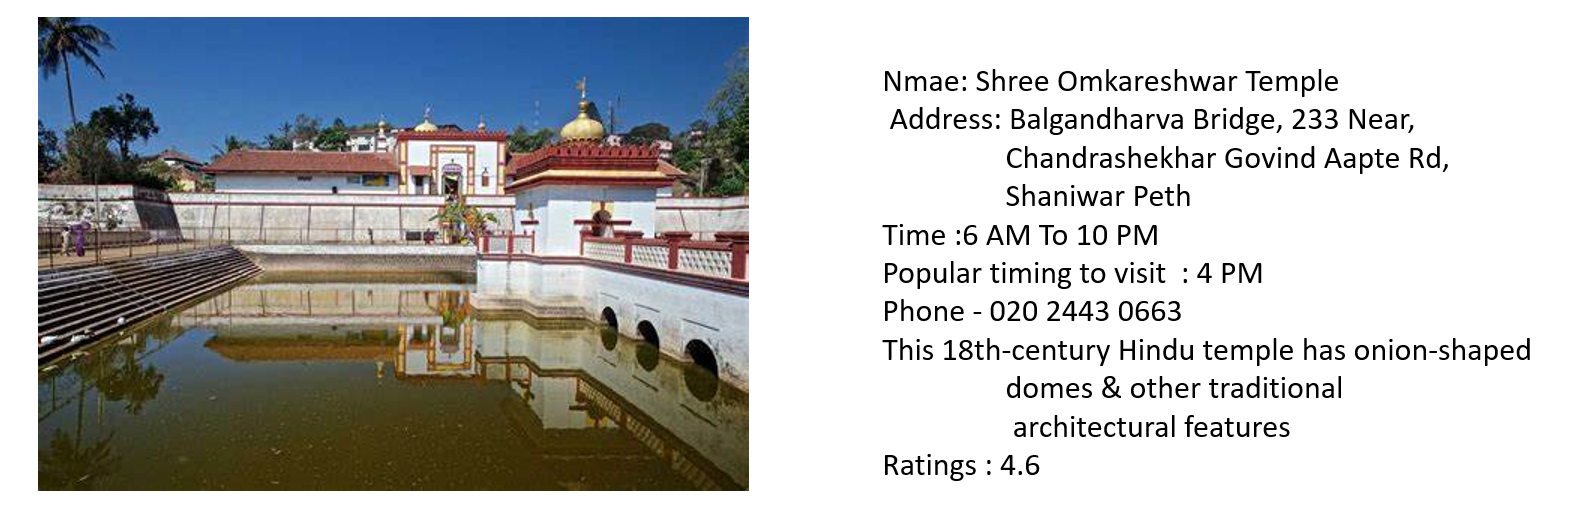 Nmae: Shree Omkareshwar Temple
Address: Balgandharva Bridge, 233 Near,
Chandrashekhar Govind Aapte Rd,
Shaniwar Peth
Time :6 AM To 10 PM
Popular timing to visit  : 4 PM
Phone - 020 2443 0663
This 18th-century Hindu temple has onion-shaped
domes & other traditional
architectural features
Ratings : 4.6